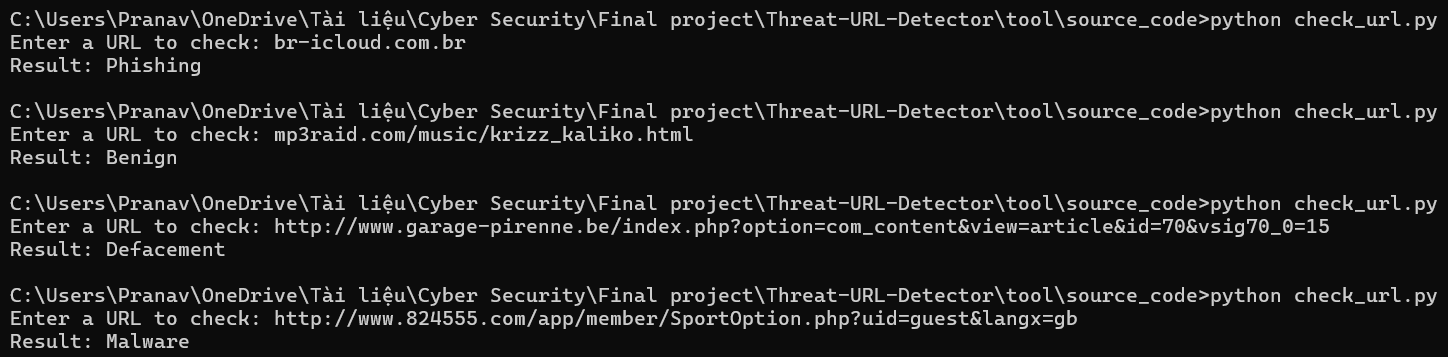 C:\Users\Pranav\OneDrive\Tài liệu\Cyber Security\Final project\Threat-URL-Detector\tool\source_code>python check_url.py
Enter a URL to check: br-icloud.com.br
Result: Phishing
C:\Users\Pranav\OneDrive\Tài liệu\Cyber Security\Final project\Threat-URL-Detector\tool\source_code>python check_url.py
Enter a URL to check: mp3raid.com/music/krizz_kaliko.html
Result: Benign
C:\Users\Pranav\OneDrive\Tài liệu\Cyber Security\Final project\Threat-URL-Detector\tool\source_code>python check_url.py
Enter a URL to check: http://www.garage-pirenne.be/index.php?option=com_content&view=article&id=70&vsig70_0=15
Result: Defacement
C:\Users\Pranav\OneDrive\Tài liệu\Cyber Security\Final project\Threat-URL-Detector\tool\source_code>python check_url.py
Enter a URL to check: http://www.824555.com/app/member/SportOption.php?uid=guest&langx=gb
Result: Malware